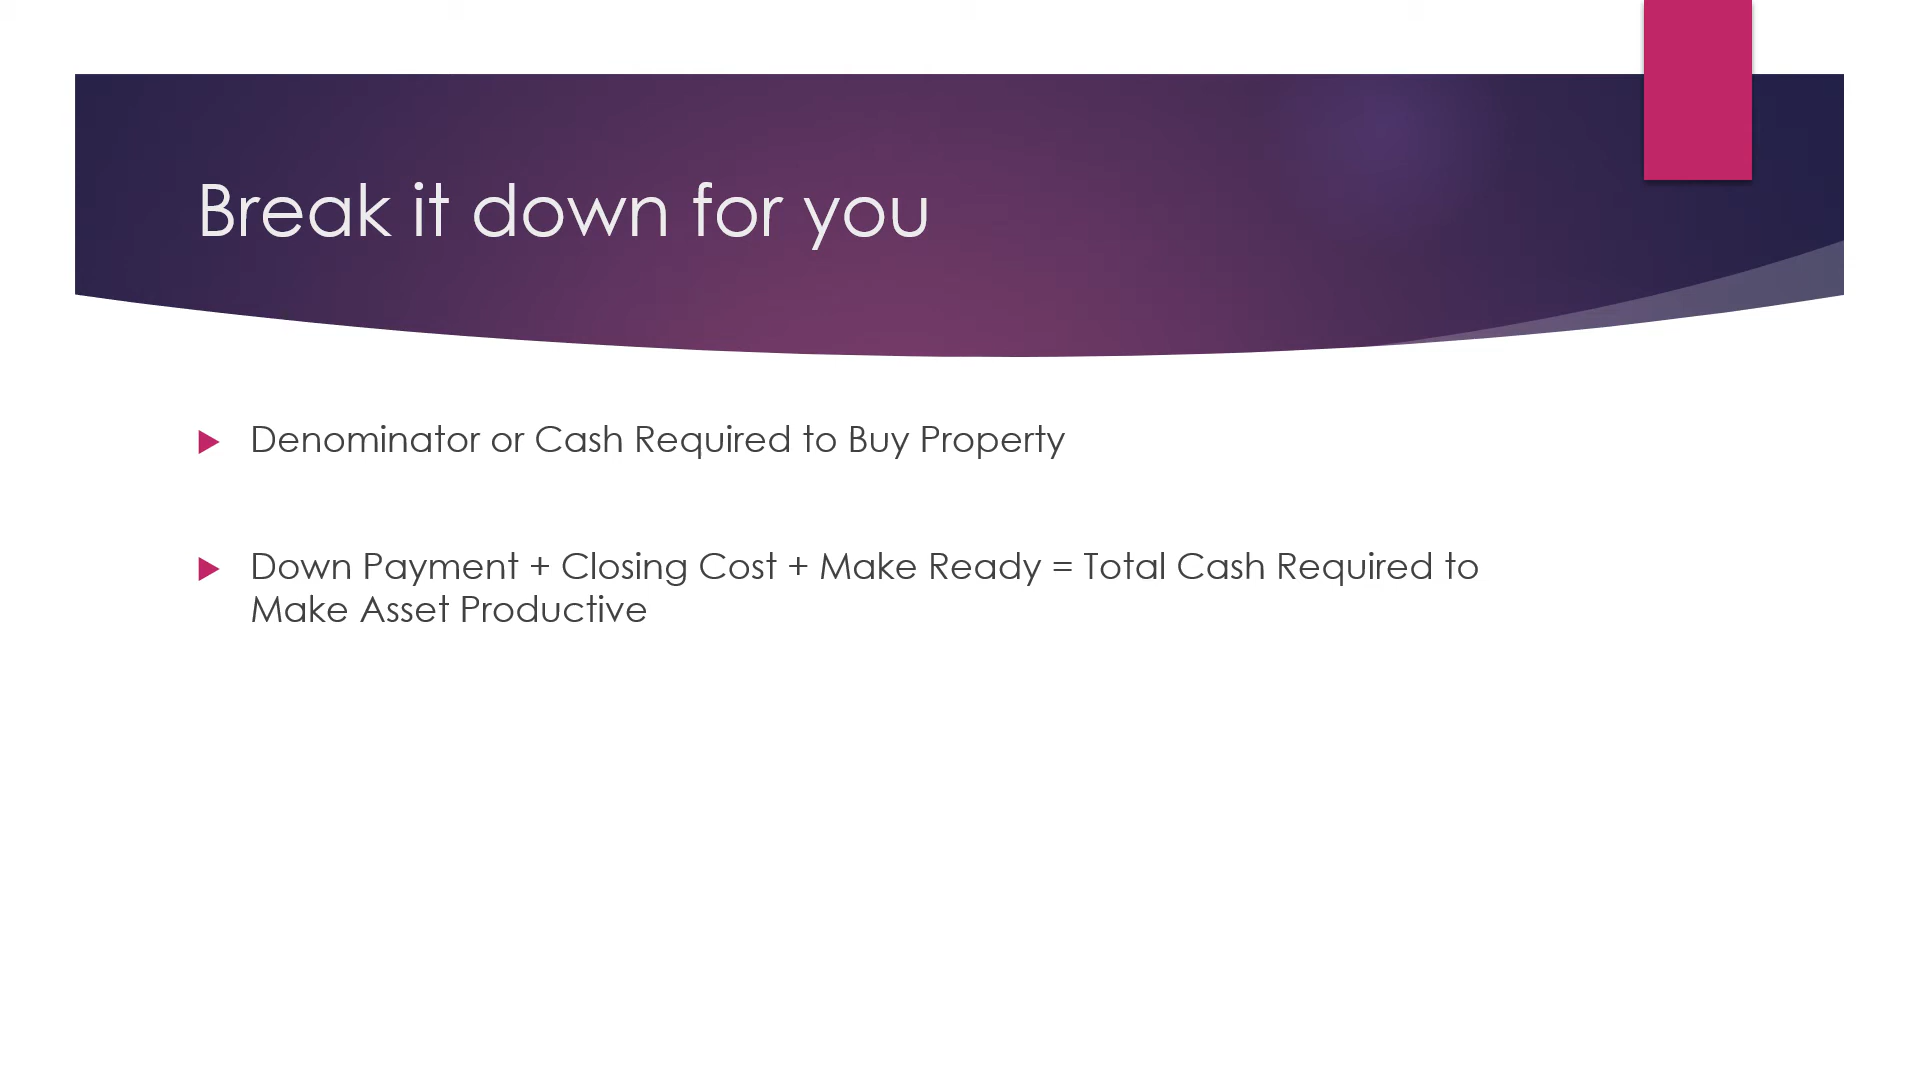 Break it down for you
Denominator or Cash Required to Buy Property
Down Payment + Closing Cost + Make Ready = Total Cash Required to
Make Asset Productive